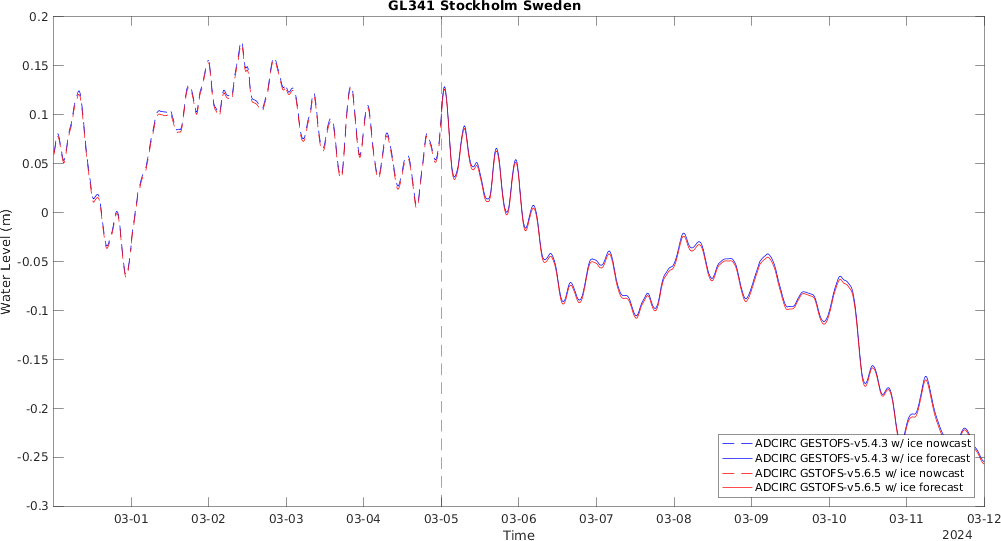 GL341 Stockholm Sweden
0.2
0.15
0.1
0.05
0
-0.05
-0.1
-0.15
-0.2
-0.25
-0.3
Water Level (m)
ADCIRC GESTOFS-v5.4.3 w/ ice nowcast
ADCIRC GESTOFS-v5.4.3 w/ ice forecast
ADCIRC GSTOFS-v5.6.5 w/ ice nowcast
ADCIRC GSTOFS-v5.6.5 w/ ice forecast
03-01 03-02 03-03 03-04 03-05 03-06 03-07 03-08 03-09 03-10 03-11 03-12
Time
2024